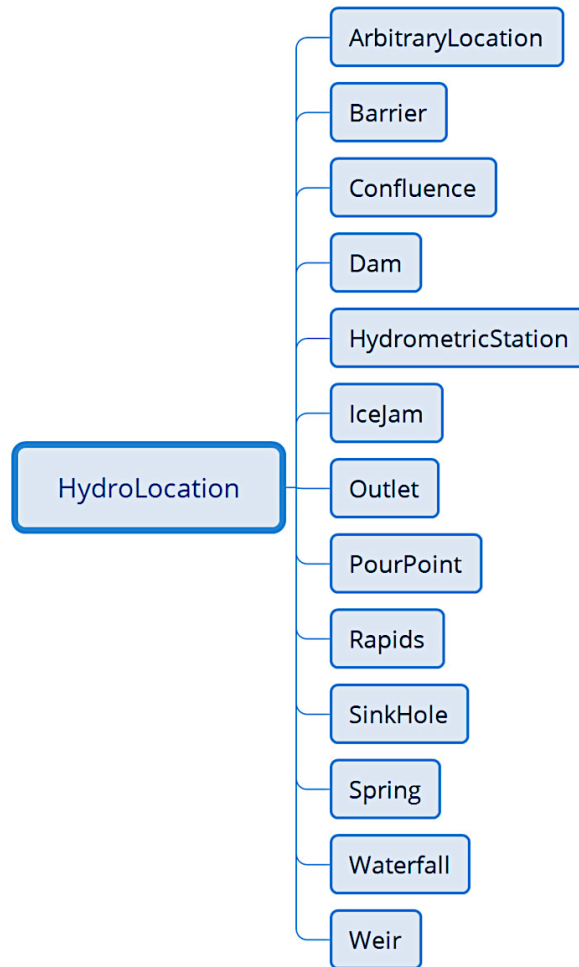 ArbitraryLocation
Barrier
Confluence
Dam
HydrometricStation
IceJam
HydroLocation
Outlet
PourPoint
Rapids
SinkHole
Spring
Waterfall
Weir